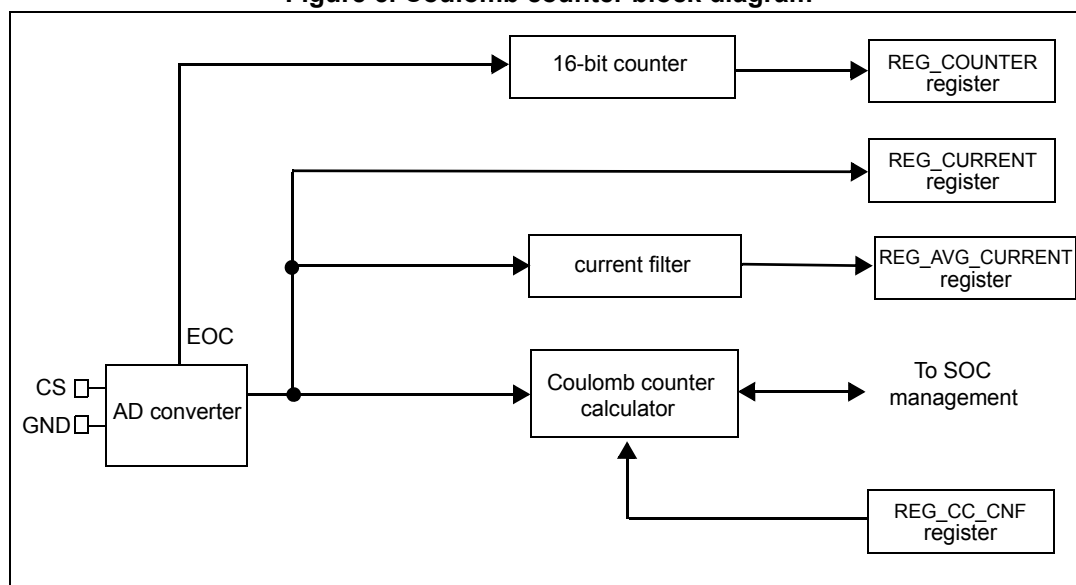 Figure Coulomb counter block diagram
16-bit counter
REG_COUNTER
register
REG_CURRENT
register
current filter
REG_AVG_CURRENT
register
EOC
CS
GND
AD converter
Coulomb counter
calculator
To SOC
management
REG_CC_CNF
register